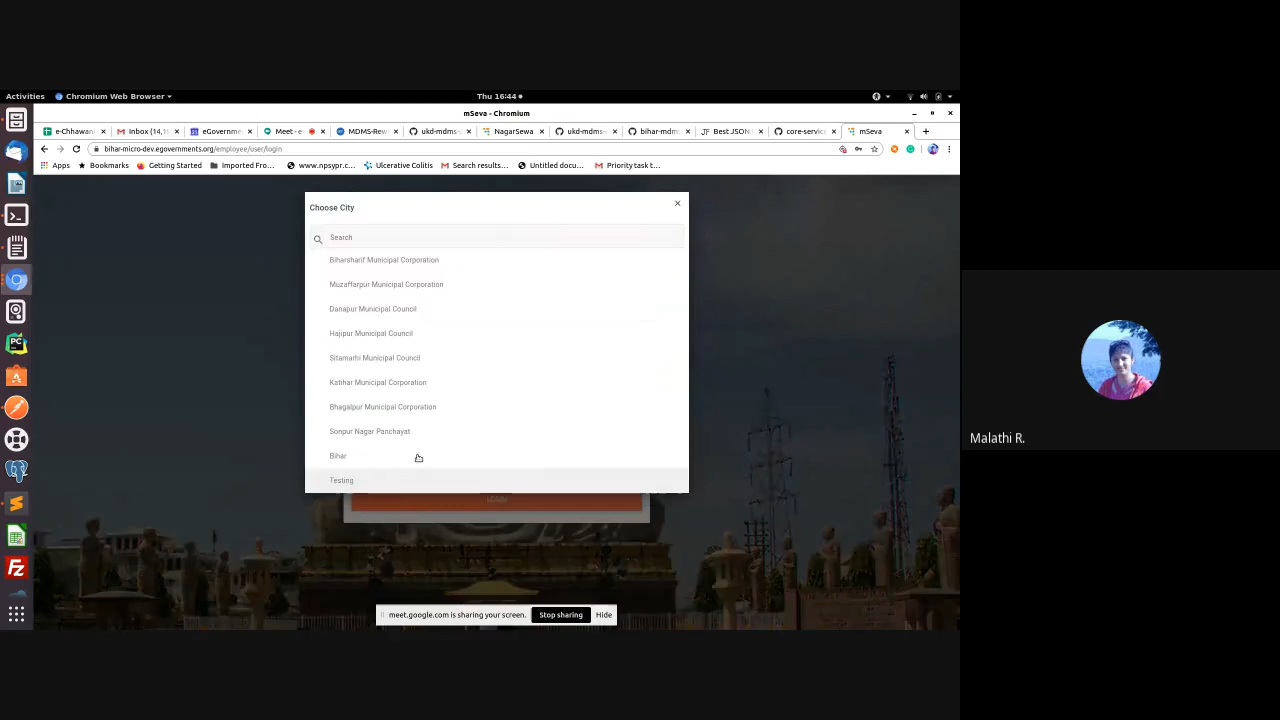 Activities
Chromium Web Browser
Thu 16:44
mSeva - Chromium
e-Chhawani
Inbox (14,1
eGovernme
Meet - e
MDMS-Rew
ukd-mdms-
NagarSewa
ukd-mdms-
bihar-mdms
Best JSON
core-service
mSeva
bihar-micro-dev.egovernments.org/employee/user/login
Apps
Bookmarks
Getting Started
Imported Fro...
www.npsypr.c...
Ulcerative Colitis
Search results...
Untitled docu...
Priority task t...
Choose City
Search
Biharsharif Municipal Corporation
Muzaffarpur Municipal Corporation
Danapur Municipal Council
Hajipur Municipal Council
Sitamarhi Municipal Council
Katihar Municipal Corporation
Bhagalpur Municipal Corporation
Sonpur Nagar Panchayat
Bihar
Testing
LOGIN
meet.google.com is sharing your screen.
Stop sharing
Hide
Malathi R.